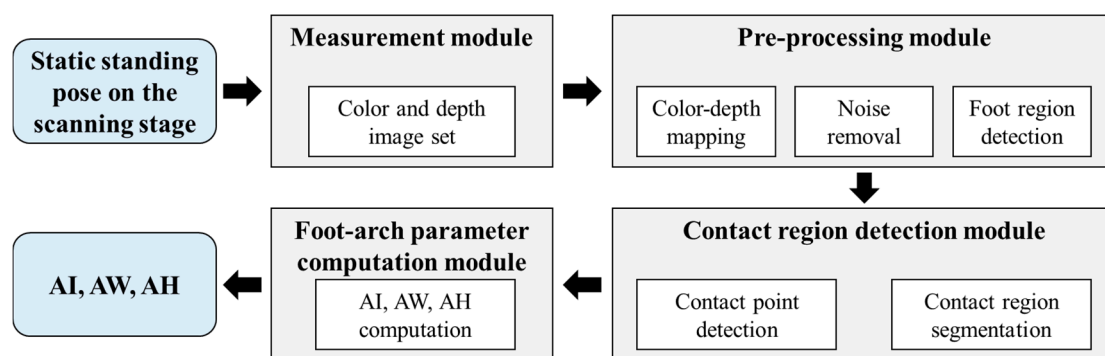 Static standing
pose on the
scanning stage
Measurement module
Color and depth
image set
Pre-processing module
Color-depth
mapping
Noise
removal
Foot region
detection
Contact region detection module
Contact point
detection
Contact region
segmentation
Foot-arch parameter
computation module
AI, AW, AH
computation
AI, AW, AH